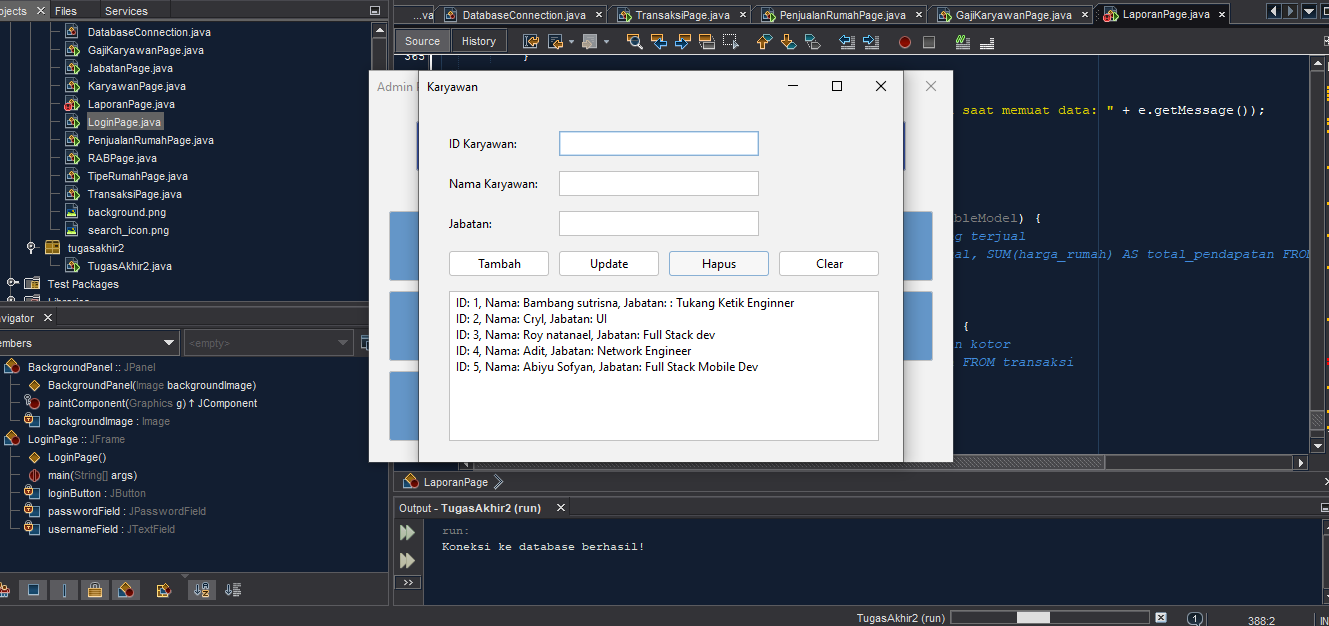 ojects
Files
Services
DatabaseConnection.java
GajiKaryawanPage.java
JabatanPage.java
KaryawanPage.java
LaporanPage.java
LoginPage.java
PenjualanRumahPage.java
RABPage.java
TipeRumahPage.java
TransaksiPage.java
background.png
search_icon.png
tugasakhir2
TugasAkhir2.java
Test Packages
vigator
embers
<empty>
BackgroundPanel :: JPanel
BackgroundPanel(Image backgroundImage)
paintComponent(Graphics g) ↑ JComponent
backgroundImage : Image
LoginPage :: JFrame
LoginPage()
main(String[] args)
loginButton : JButton
passwordField : JPasswordField
usernameField : JTextField
...va
DatabaseConnection.java
TransaksiPage.java
PenjualanRumahPage.java
GajiKaryawanPage.java
LaporanPage.java
Source
History
365 }
saat memuat data: " + e.getMessage());
bleModel) {
g terjual
al, SUM(harga_rumah) AS total_pendapatan FROM
{
n kotor
FROM transaksi
Admin
Karyawan
ID Karyawan:
Nama Karyawan:
Jabatan:
Tambah
Update
Hapus
Clear
ID: 1, Nama: Bambang sutrisna, Jabatan: : Tukang Ketik Enginner
ID: 2, Nama: Cryl, Jabatan: UI
ID: 3, Nama: Roy natanael, Jabatan: Full Stack dev
ID: 4, Nama: Adit, Jabatan: Network Engineer
ID: 5, Nama: Abiyu Sofyan, Jabatan: Full Stack Mobile Dev
LaporanPage
Output - TugasAkhir2 (run)
run:
Koneksi ke database berhasil!
>>
TugasAkhir2 (run)
1
388:2
IN